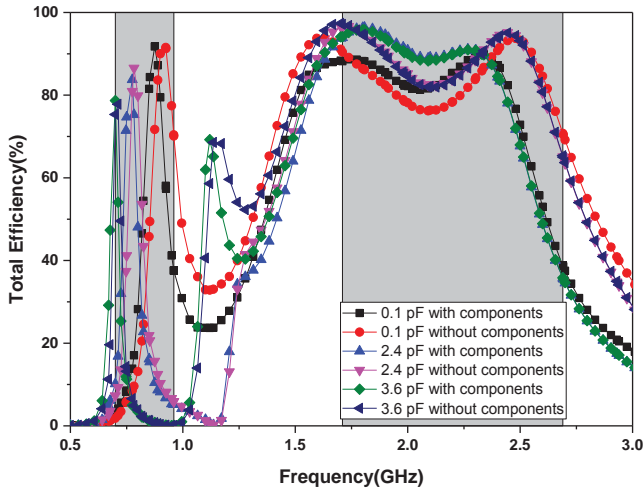 Total Efficiency(%)
100
80
60
40
20
0
0.1 pF with components
0.1 pF without components
2.4 pF with components
2.4 pF without components
3.6 pF with components
3.6 pF without components
0.5 1.0 1.5 2.0 2.5 3.0
Frequency(GHz)